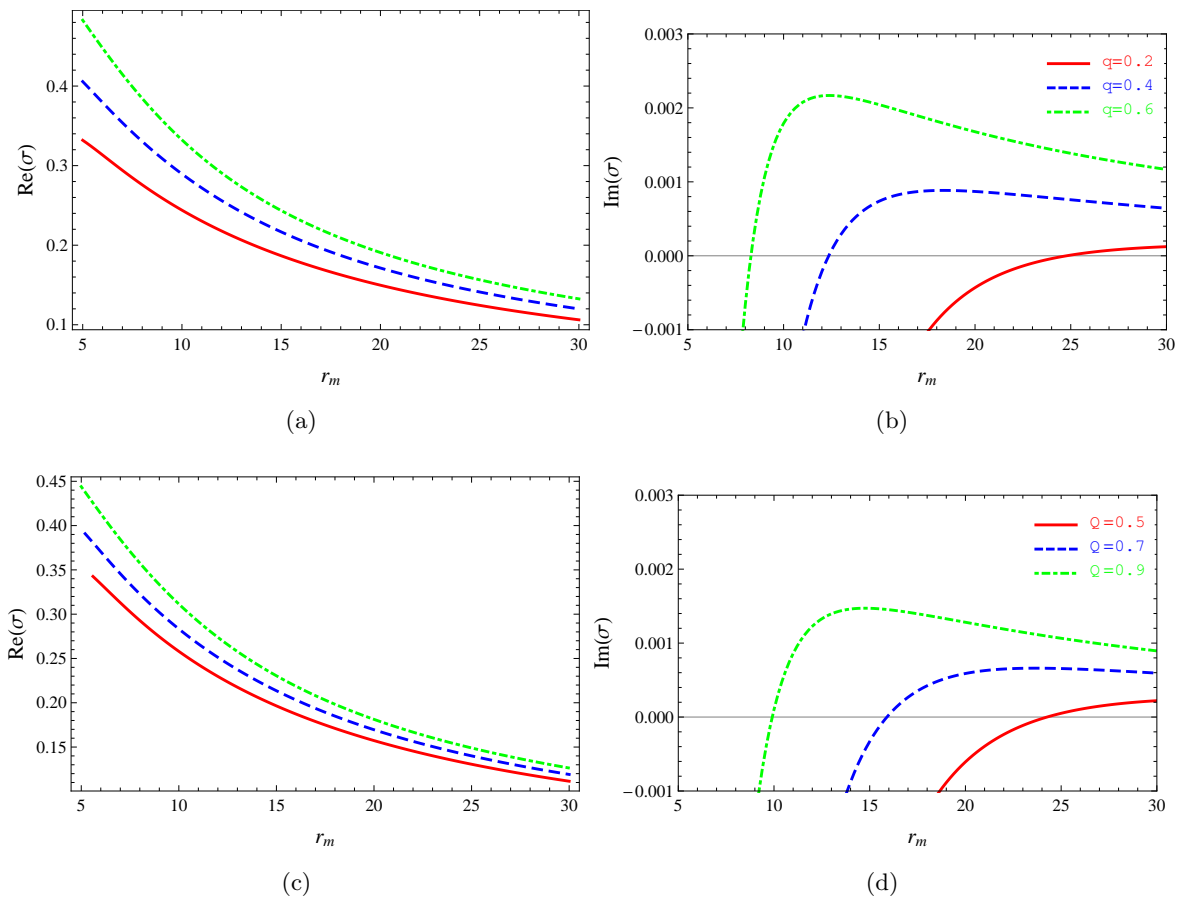 Re(σ)
0.4
0.3
0.2
0.1
5 10 15 20 25 30
r_m
(a)
Im(σ)
0.003
0.002
0.001
0.000
−0.001
5 10 15 20 25 30
r_m
q=0.2
q=0.4
q=0.6
(b)
Re(σ)
0.45
0.40
0.35
0.30
0.25
0.20
0.15
5 10 15 20 25 30
r_m
(c)
Im(σ)
0.003
0.002
0.001
0.000
−0.001
5 10 15 20 25 30
r_m
Q=0.5
Q=0.7
Q=0.9
(d)